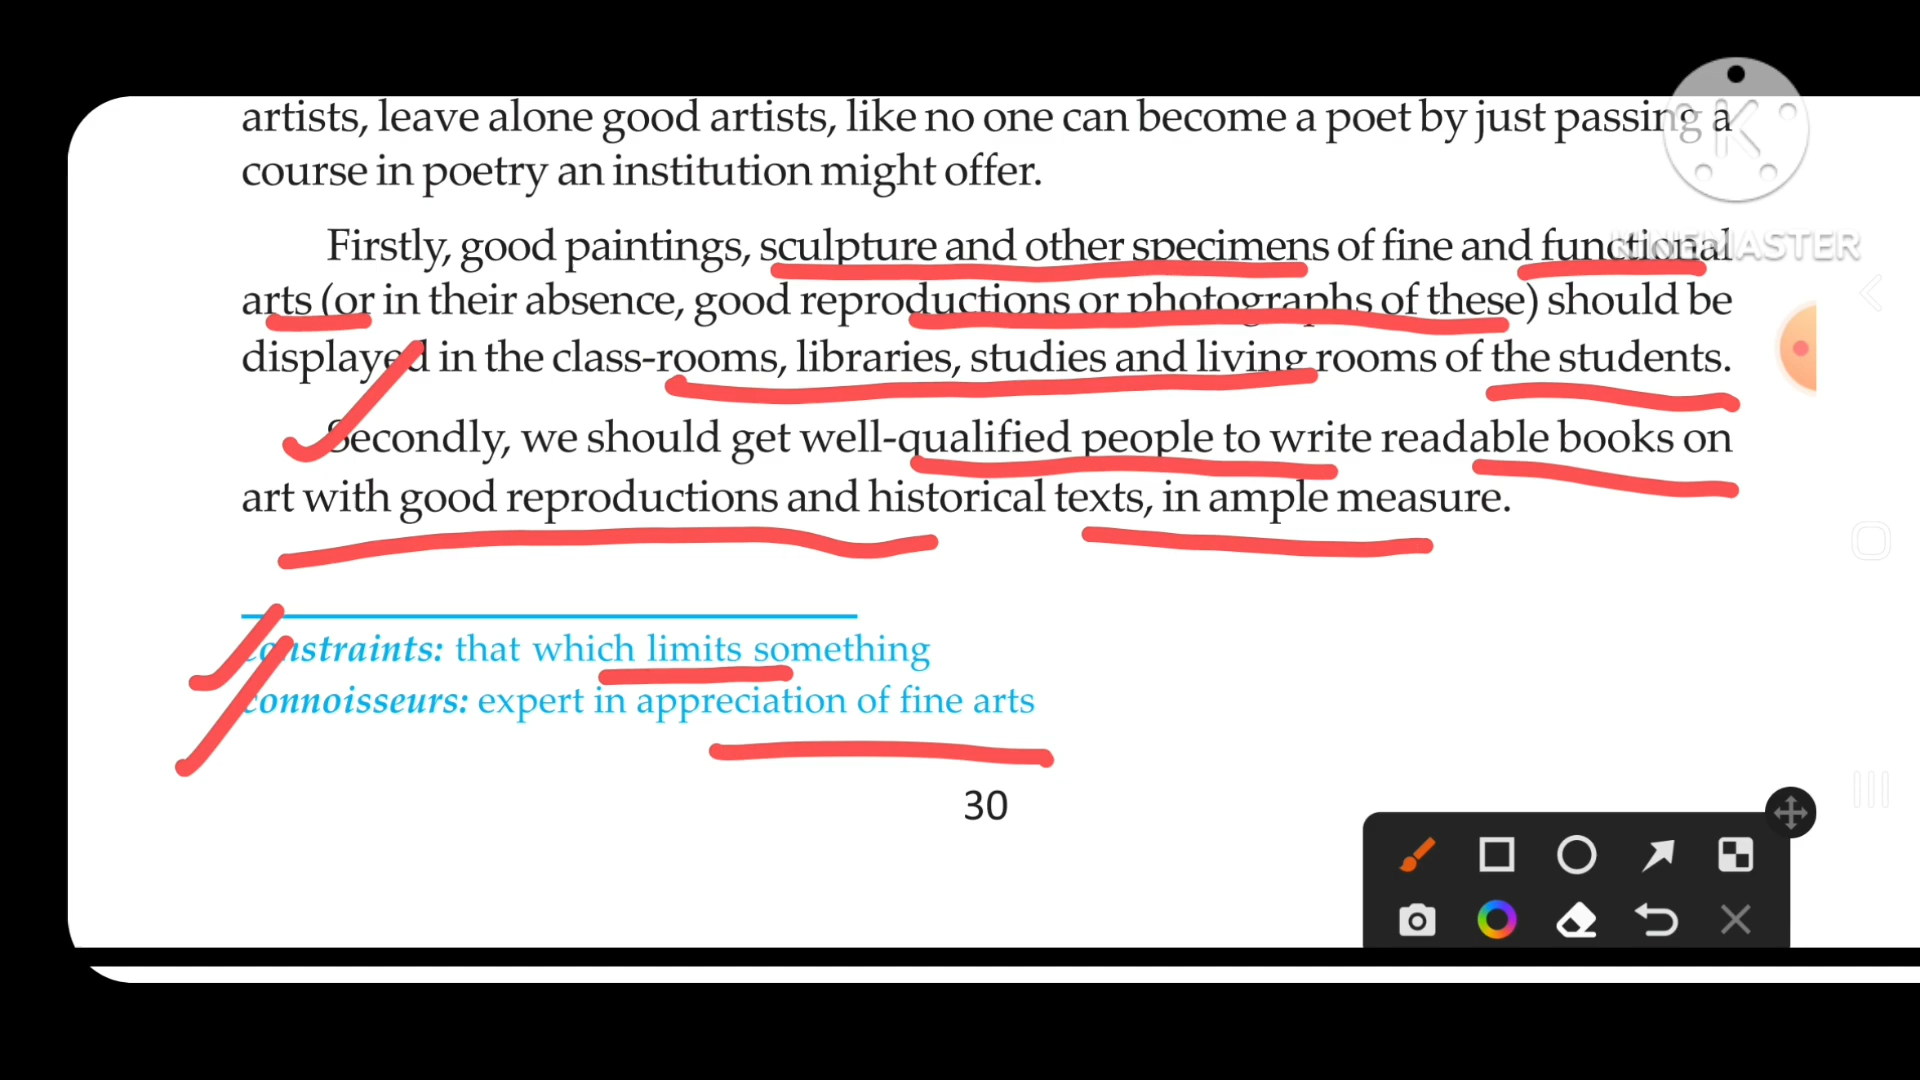 artists, leave alone good artists, like no one can become a poet by just passing a
course in poetry an institution might offer.
Firstly, good paintings, sculpture and other specimens of fine and functional
arts (or in their absence, good reproductions or photographs of these) should be
displayed in the class-rooms, libraries, studies and living rooms of the students.
Secondly, we should get well-qualified people to write readable books on
art with good reproductions and historical texts, in ample measure.
constraints: that which limits something
connoisseurs: expert in appreciation of fine arts
30
K
KINEMASTER